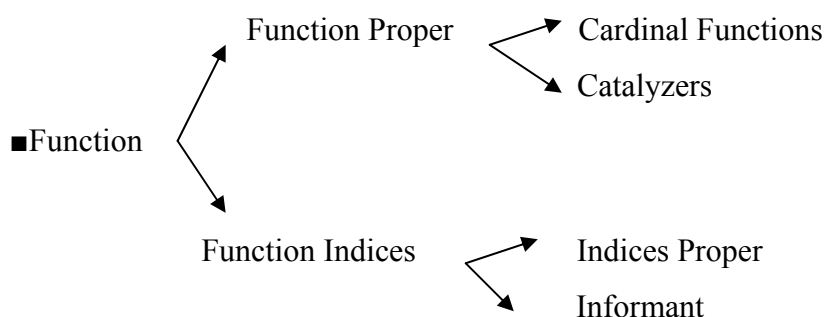 Function Proper Cardinal Functions
Catalyzers
■Function
Function Indices Indices Proper
Informant